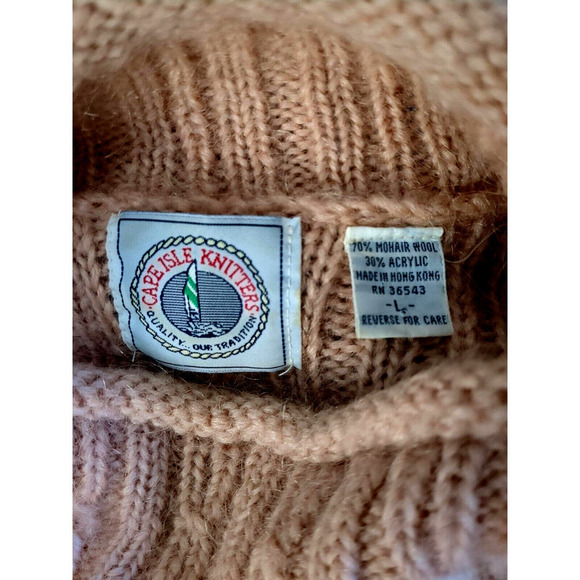 CAPE ISLE KNITTERS
QUALITY... OUR TRADITION
70% MOHAIR WOOL
30% ACRYLIC
MADE IN HONG KONG
RN 36543
- L -
REVERSE FOR CARE